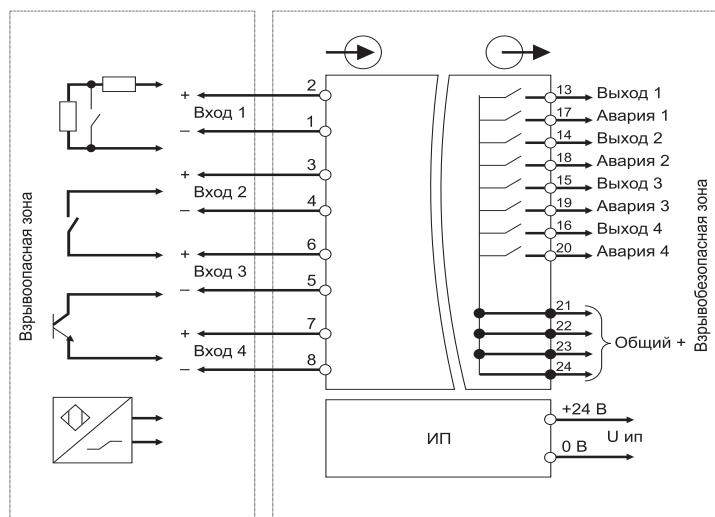 Взрывоопасная зона
+
Вход 1
–
+
Вход 2
–
+
Вход 3
–
+
Вход 4
–
2
1
3
4
6
5
7
8
13
Выход 1
17
Авария 1
14
Выход 2
18
Авария 2
15
Выход 3
19
Авария 3
16
Выход 4
20
Авария 4
21
22
23
24
Общий +
Взрывобезопасная зона
ИП
+24 В
U ип
0 В